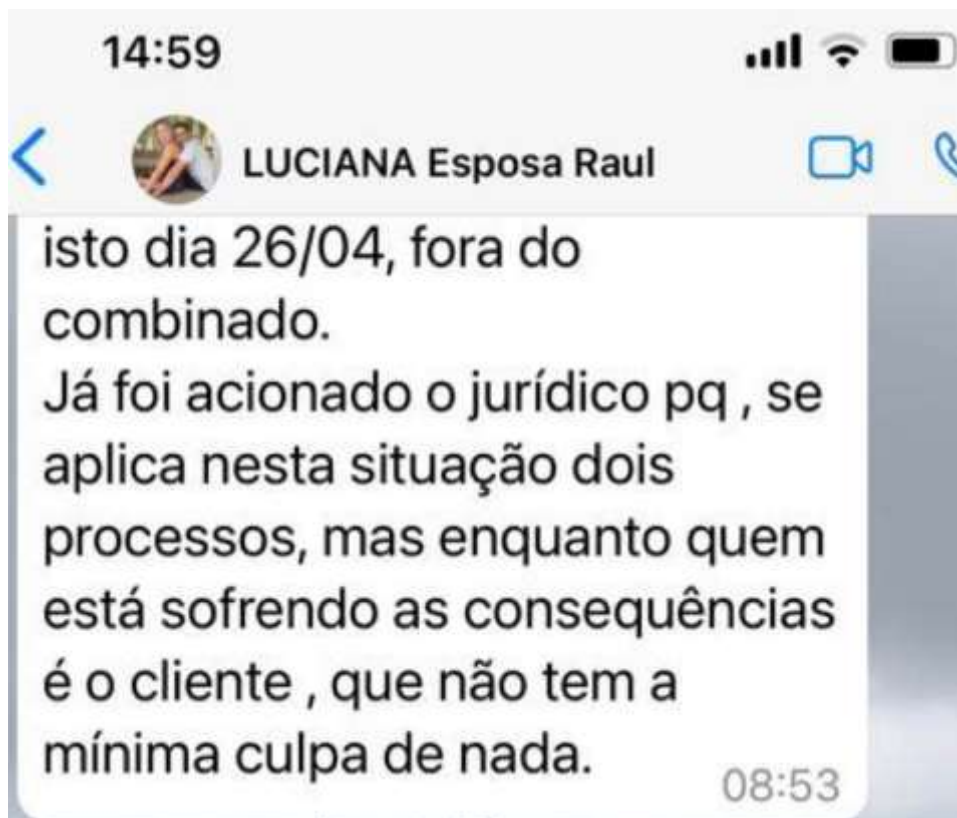 14:59
LUCIANA Esposa Raul
isto dia 26/04, fora do
combinado.
Já foi acionado o jurídico pq , se
aplica nesta situação dois
processos, mas enquanto quem
está sofrendo as consequências
é o cliente , que não tem a
mínima culpa de nada.
08:53